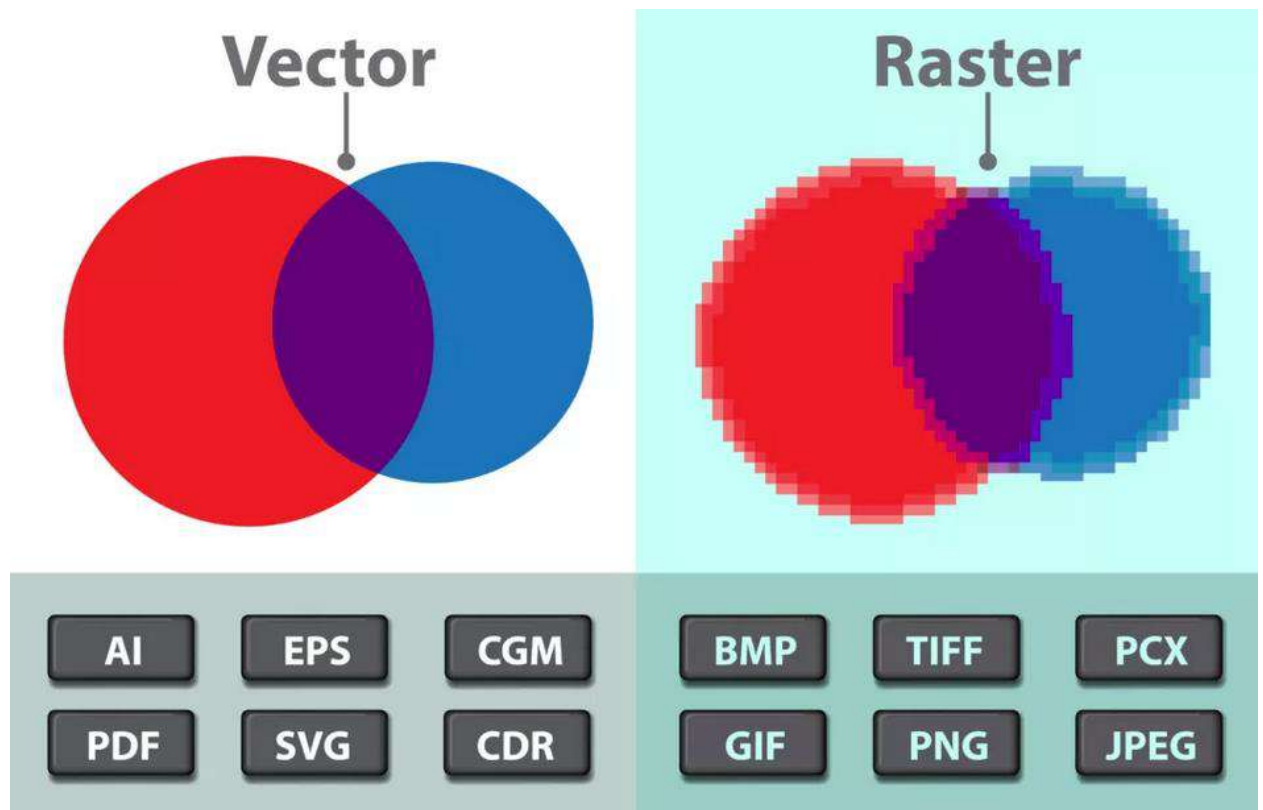 Vector
Raster
AI
EPS
CGM
PDF
SVG
CDR
BMP
TIFF
PCX
GIF
PNG
JPEG